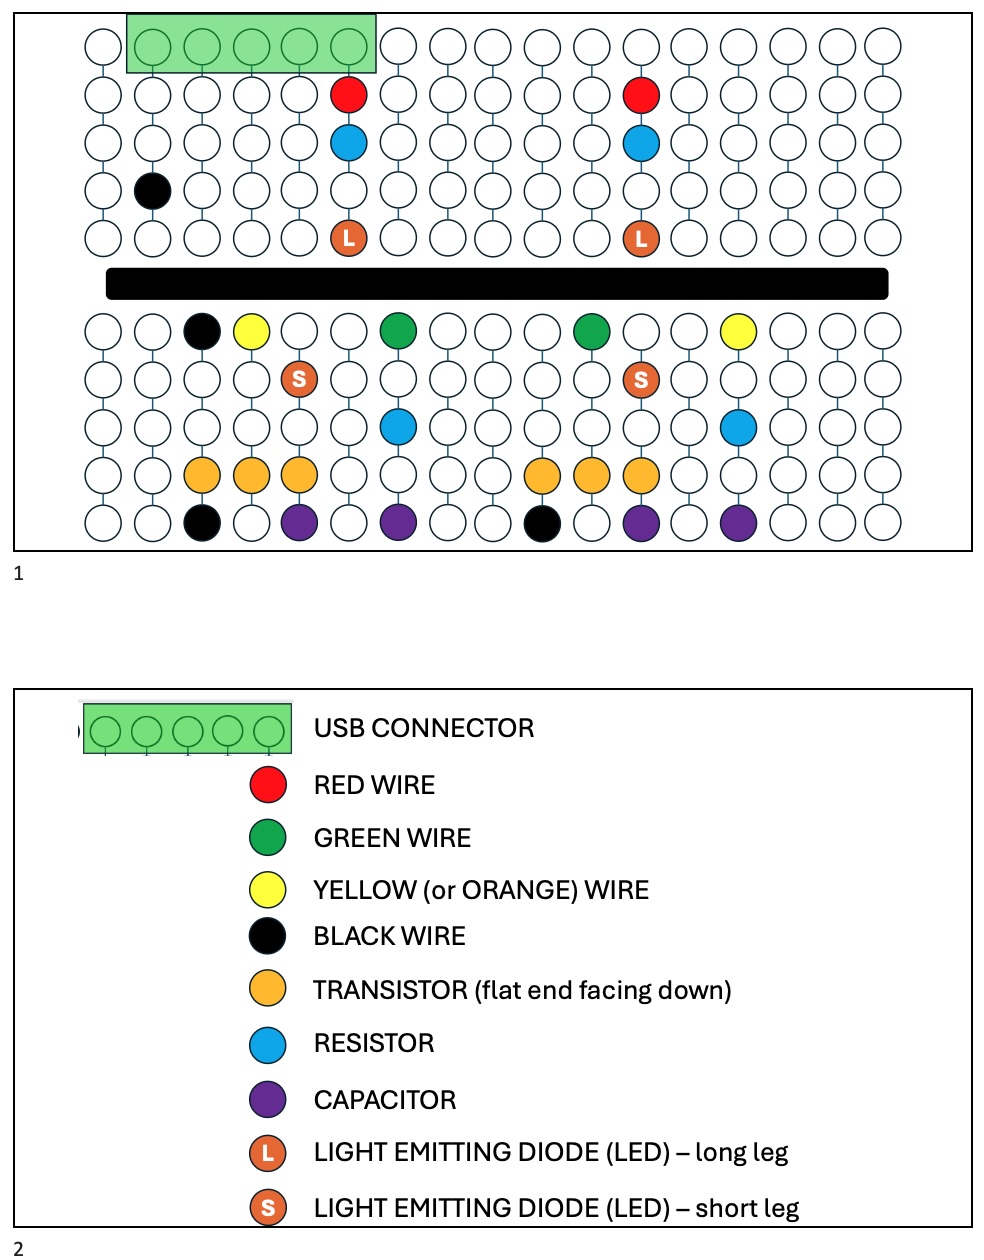 L
L
S
S
1
USB CONNECTOR
RED WIRE
GREEN WIRE
YELLOW (or ORANGE) WIRE
BLACK WIRE
TRANSISTOR (flat end facing down)
RESISTOR
CAPACITOR
L LIGHT EMITTING DIODE (LED) – long leg
S LIGHT EMITTING DIODE (LED) – short leg
2